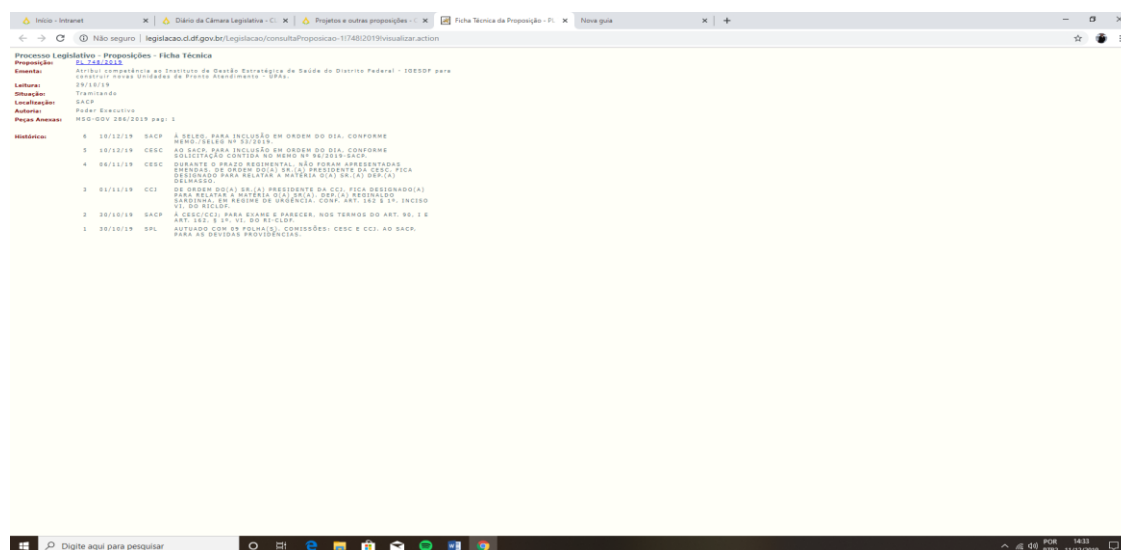 Início - Intranet
Diário da Câmara Legislativa - C
Projetos e outras proposições - C
Ficha Técnica da Proposição - PL
Nova guia
Não seguro | legislacao.cl.df.gov.br/Legislacao/consultaProposicao-1!748!2019!visualizar.action
Processo Legislativo - Proposições - Ficha Técnica
Proposição: PL 748/2019
Ementa: Atribui competência ao Instituto de Gestão Estratégica de Saúde do Distrito Federal - IGESDF para
construir novas Unidades de Pronto Atendimento - UPAs.
Leitura: 29/10/19
Situação: Tramitando
Localização: SACP
Autoria: Poder Executivo
Peças Anexas: MSG-GOV 286/2019 pag: 1
Histórico: 6 10/12/19 SACP À SELEG, PARA INCLUSÃO EM ORDEM DO DIA, CONFORME
MEMO./SELEG Nº 53/2019.
5 10/12/19 CESC AO SACP, PARA INCLUSÃO EM ORDEM DO DIA, CONFORME
SOLICITAÇÃO CONTIDA NO MEMO Nº 96/2019-SACP.
4 06/11/19 CESC DURANTE O PRAZO REGIMENTAL, NÃO FORAM APRESENTADAS
EMENDAS. DE ORDEM DO(A) SR.(A) PRESIDENTE DA CESC, FICA
DESIGNADO PARA RELATAR A MATÉRIA O(A) SR.(A) DEP.(A)
DELMASSO.
3 01/11/19 CCJ DE ORDEM DO(A) SR.(A) PRESIDENTE DA CCJ, FICA DESIGNADO(A)
PARA RELATAR A MATÉRIA O(A) SR(A). DEP.(A) REGINALDO
SARDINHA, EM REGIME DE URGÊNCIA. CONF. ART. 162 § 1º. INCISO
VI, DO RICLDF.
2 30/10/19 SACP À CESC/CCJ; PARA EXAME E PARECER, NOS TERMOS DO ART. 90, I E
ART. 162, § 1º, VI, DO RI-CLDF.
1 30/10/19 SPL AUTUADO COM 09 FOLHA(S). COMISSÕES: CESC E CCJ. AO SACP,
PARA AS DEVIDAS PROVIDÊNCIAS.
Digite aqui para pesquisar
POR 14:33
11/12/2019